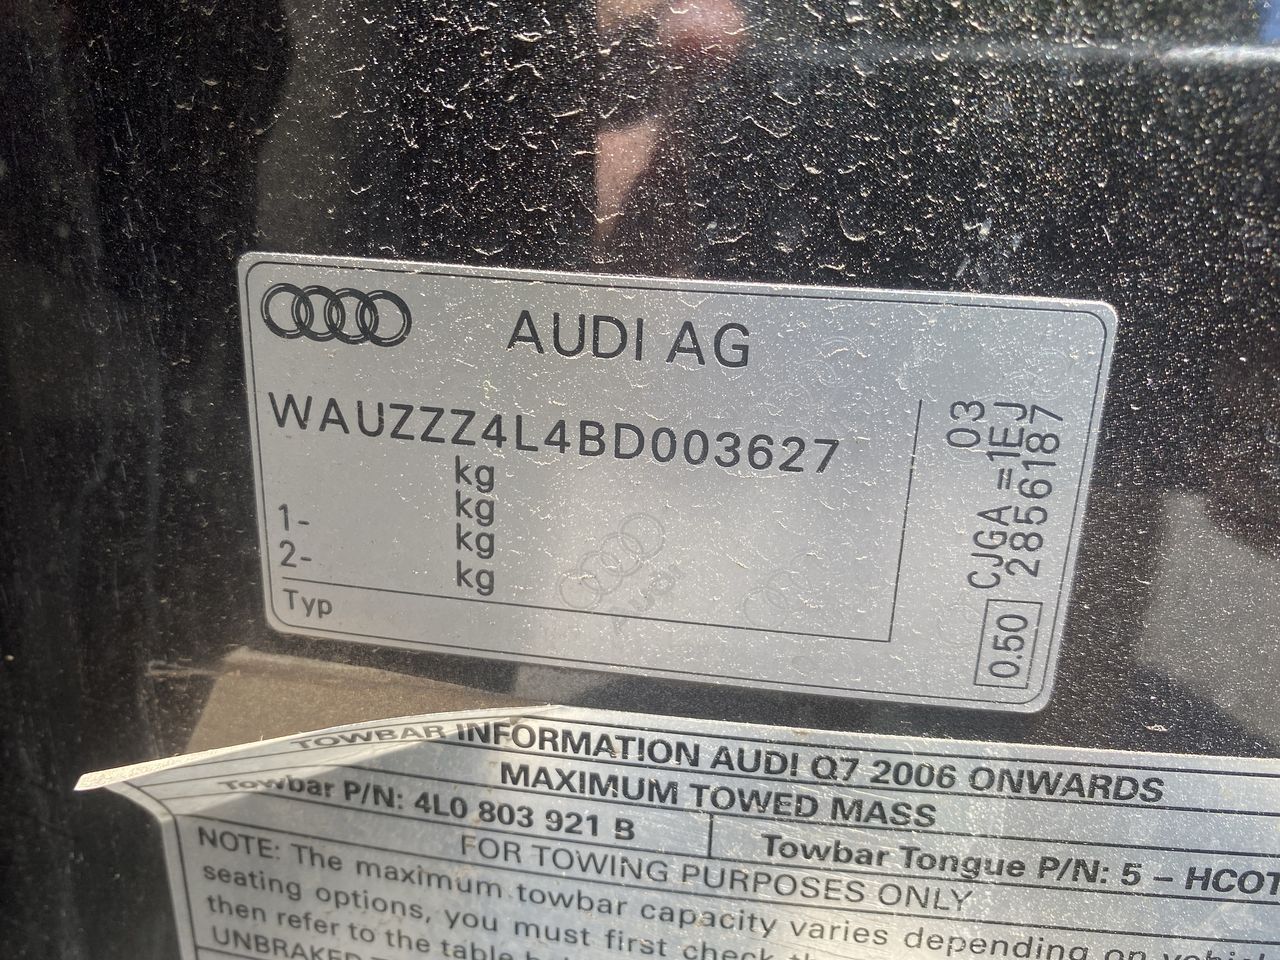 AUDI AG
WAUZZZ4L4BD003627
kg
kg
1- kg
2- kg
Typ
03
CJGA =1EJ
2856187
0.50
TOWBAR INFORMATION AUDI Q7 2006 ONWARDS
MAXIMUM TOWED MASS
Towbar P/N: 4L0 803 921 B
Towbar Tongue P/N: 5 – HCOT
FOR TOWING PURPOSES ONLY
NOTE: The maximum towbar capacity varies depending on
seating options, you must first check
then refer to the table
UNBRAKED